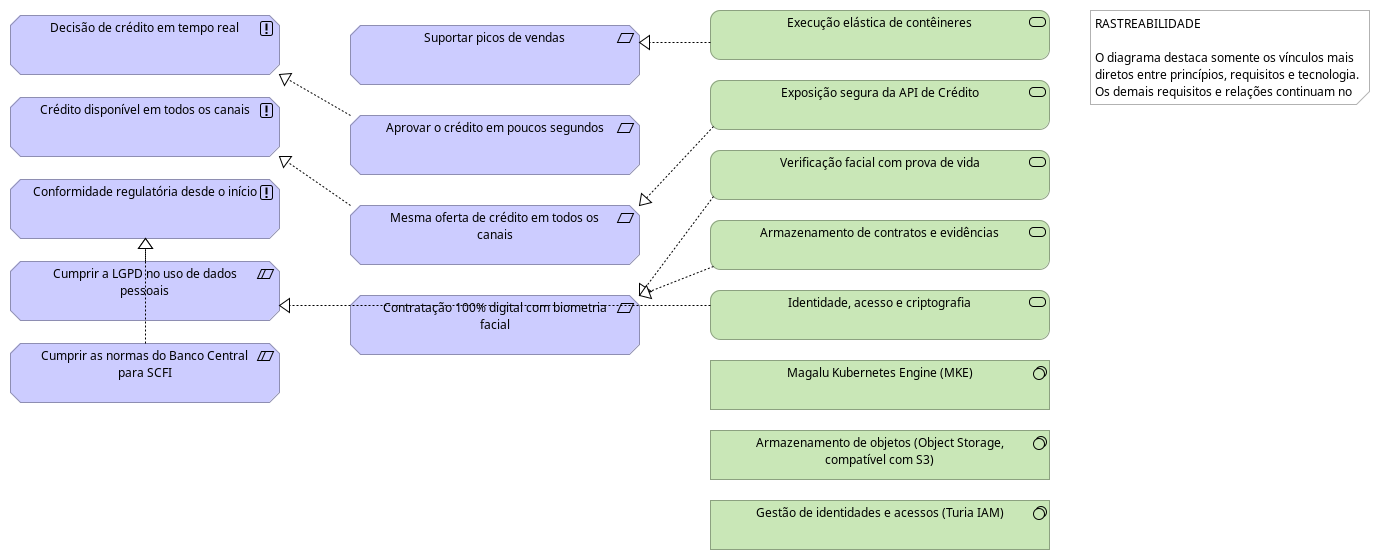 Decisão de crédito em tempo real
Crédito disponível em todos os canais
Conformidade regulatória desde o início
Cumprir a LGPD no uso de dados
pessoais
Cumprir as normas do Banco Central
para SCFI
Suportar picos de vendas
Aprovar o crédito em poucos segundos
Mesma oferta de crédito em todos os
canais
Contratação 100% digital com biometria
facial
Execução elástica de contêineres
Exposição segura da API de Crédito
Verificação facial com prova de vida
Armazenamento de contratos e evidências
Identidade, acesso e criptografia
Magalu Kubernetes Engine (MKE)
Armazenamento de objetos (Object Storage,
compatível com S3)
Gestão de identidades e acessos (Turia IAM)
RASTREABILIDADE
O diagrama destaca somente os vínculos mais
diretos entre princípios, requisitos e tecnologia.
Os demais requisitos e relações continuam no